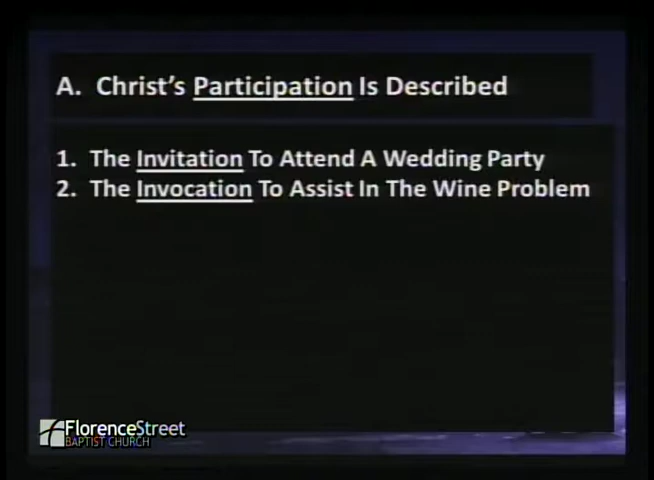 A. Christ's Participation Is Described
1. The Invitation To Attend A Wedding Party
2. The Invocation To Assist In The Wine Problem
FlorenceStreet
BAPTIST CHURCH